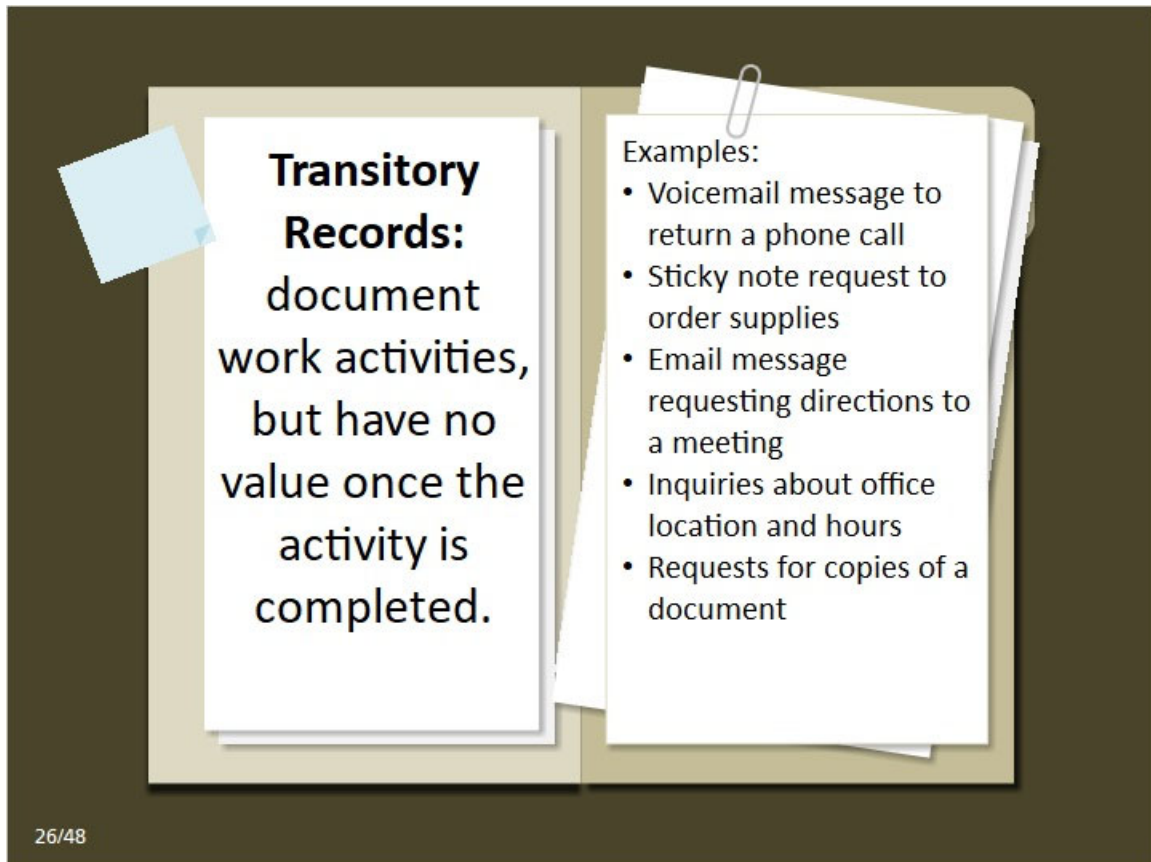 Transitory
Records:
document
work activities,
but have no
value once the
activity is
completed.
Examples:
• Voicemail message to
return a phone call
• Sticky note request to
order supplies
• Email message
requesting directions to
a meeting
• Inquiries about office
location and hours
• Requests for copies of a
document
26/48